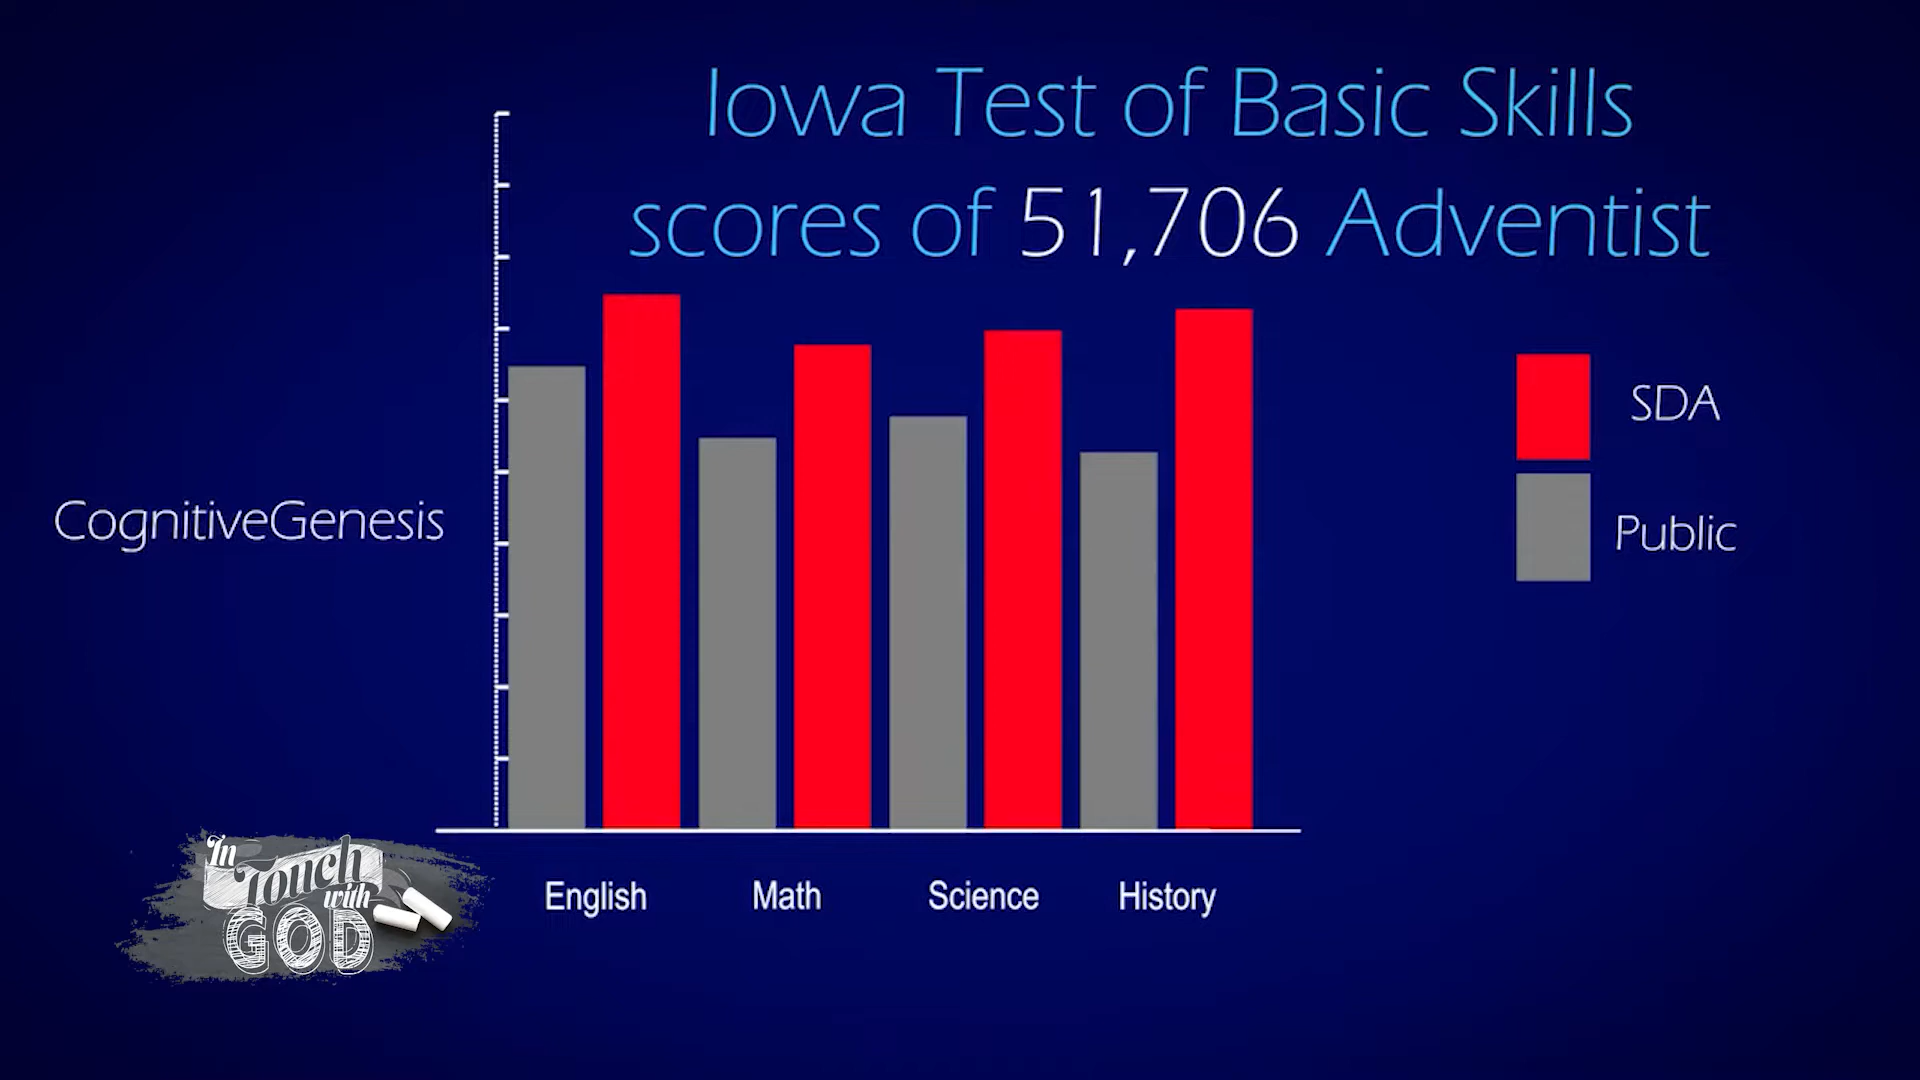 Iowa Test of Basic Skills
scores of 51,706 Adventist
SDA
Public
CognitiveGenesis
English Math Science History
In
Touch
with
GOD